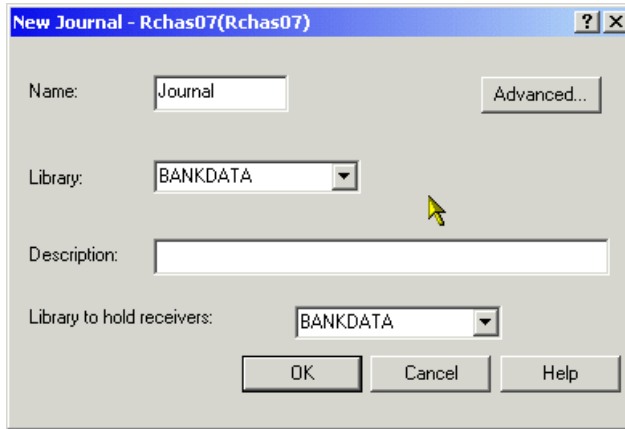 New Journal - Rchas07(Rchas07)
Name: Journal Advanced...
Library: BANKDATA
Description:
Library to hold receivers: BANKDATA
OK Cancel Help